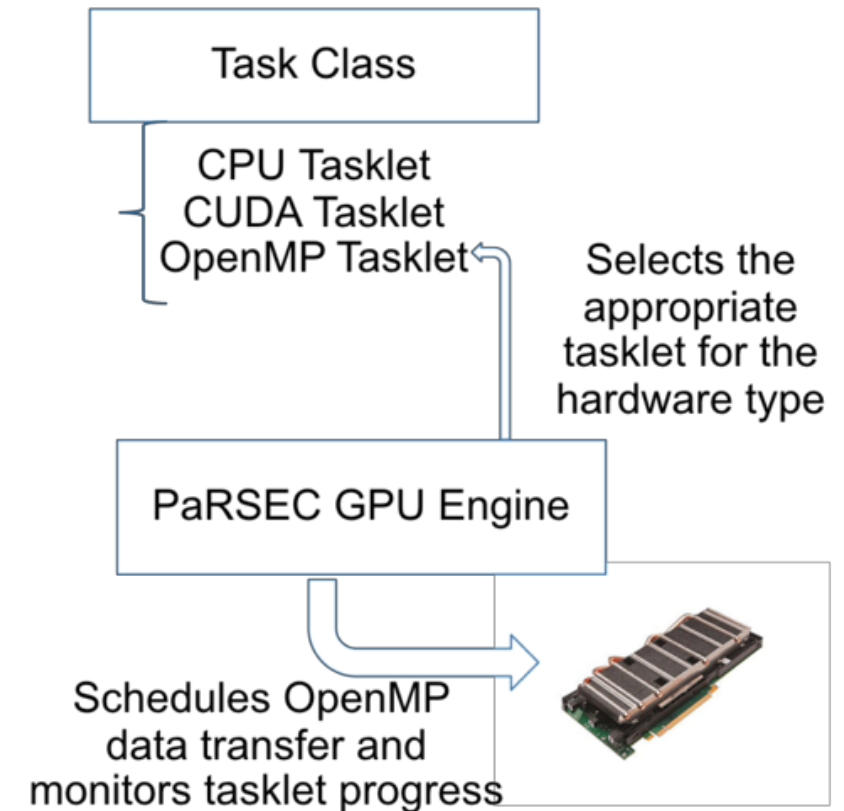 Task Class
CPU Tasklet
CUDA Tasklet
OpenMP Tasklet
Selects the
appropriate
tasklet for the
hardware type
PaRSEC GPU Engine
Schedules OpenMP
data transfer and
monitors tasklet progress